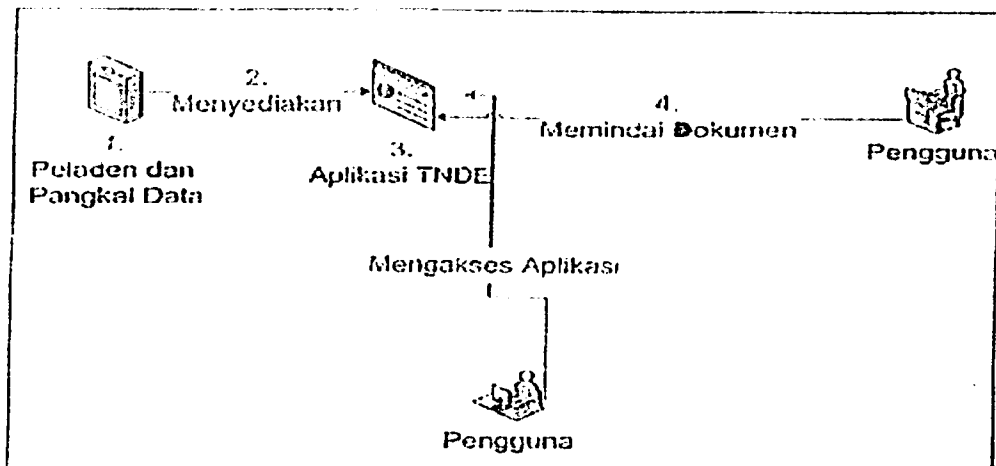 1.
Peladen dan
Pangkal Data
2.
Menyediakan
3.
Aplikasi TNDE
4.
Memindai Dokumen
Pengguna
Mengakses Aplikasi
Pengguna